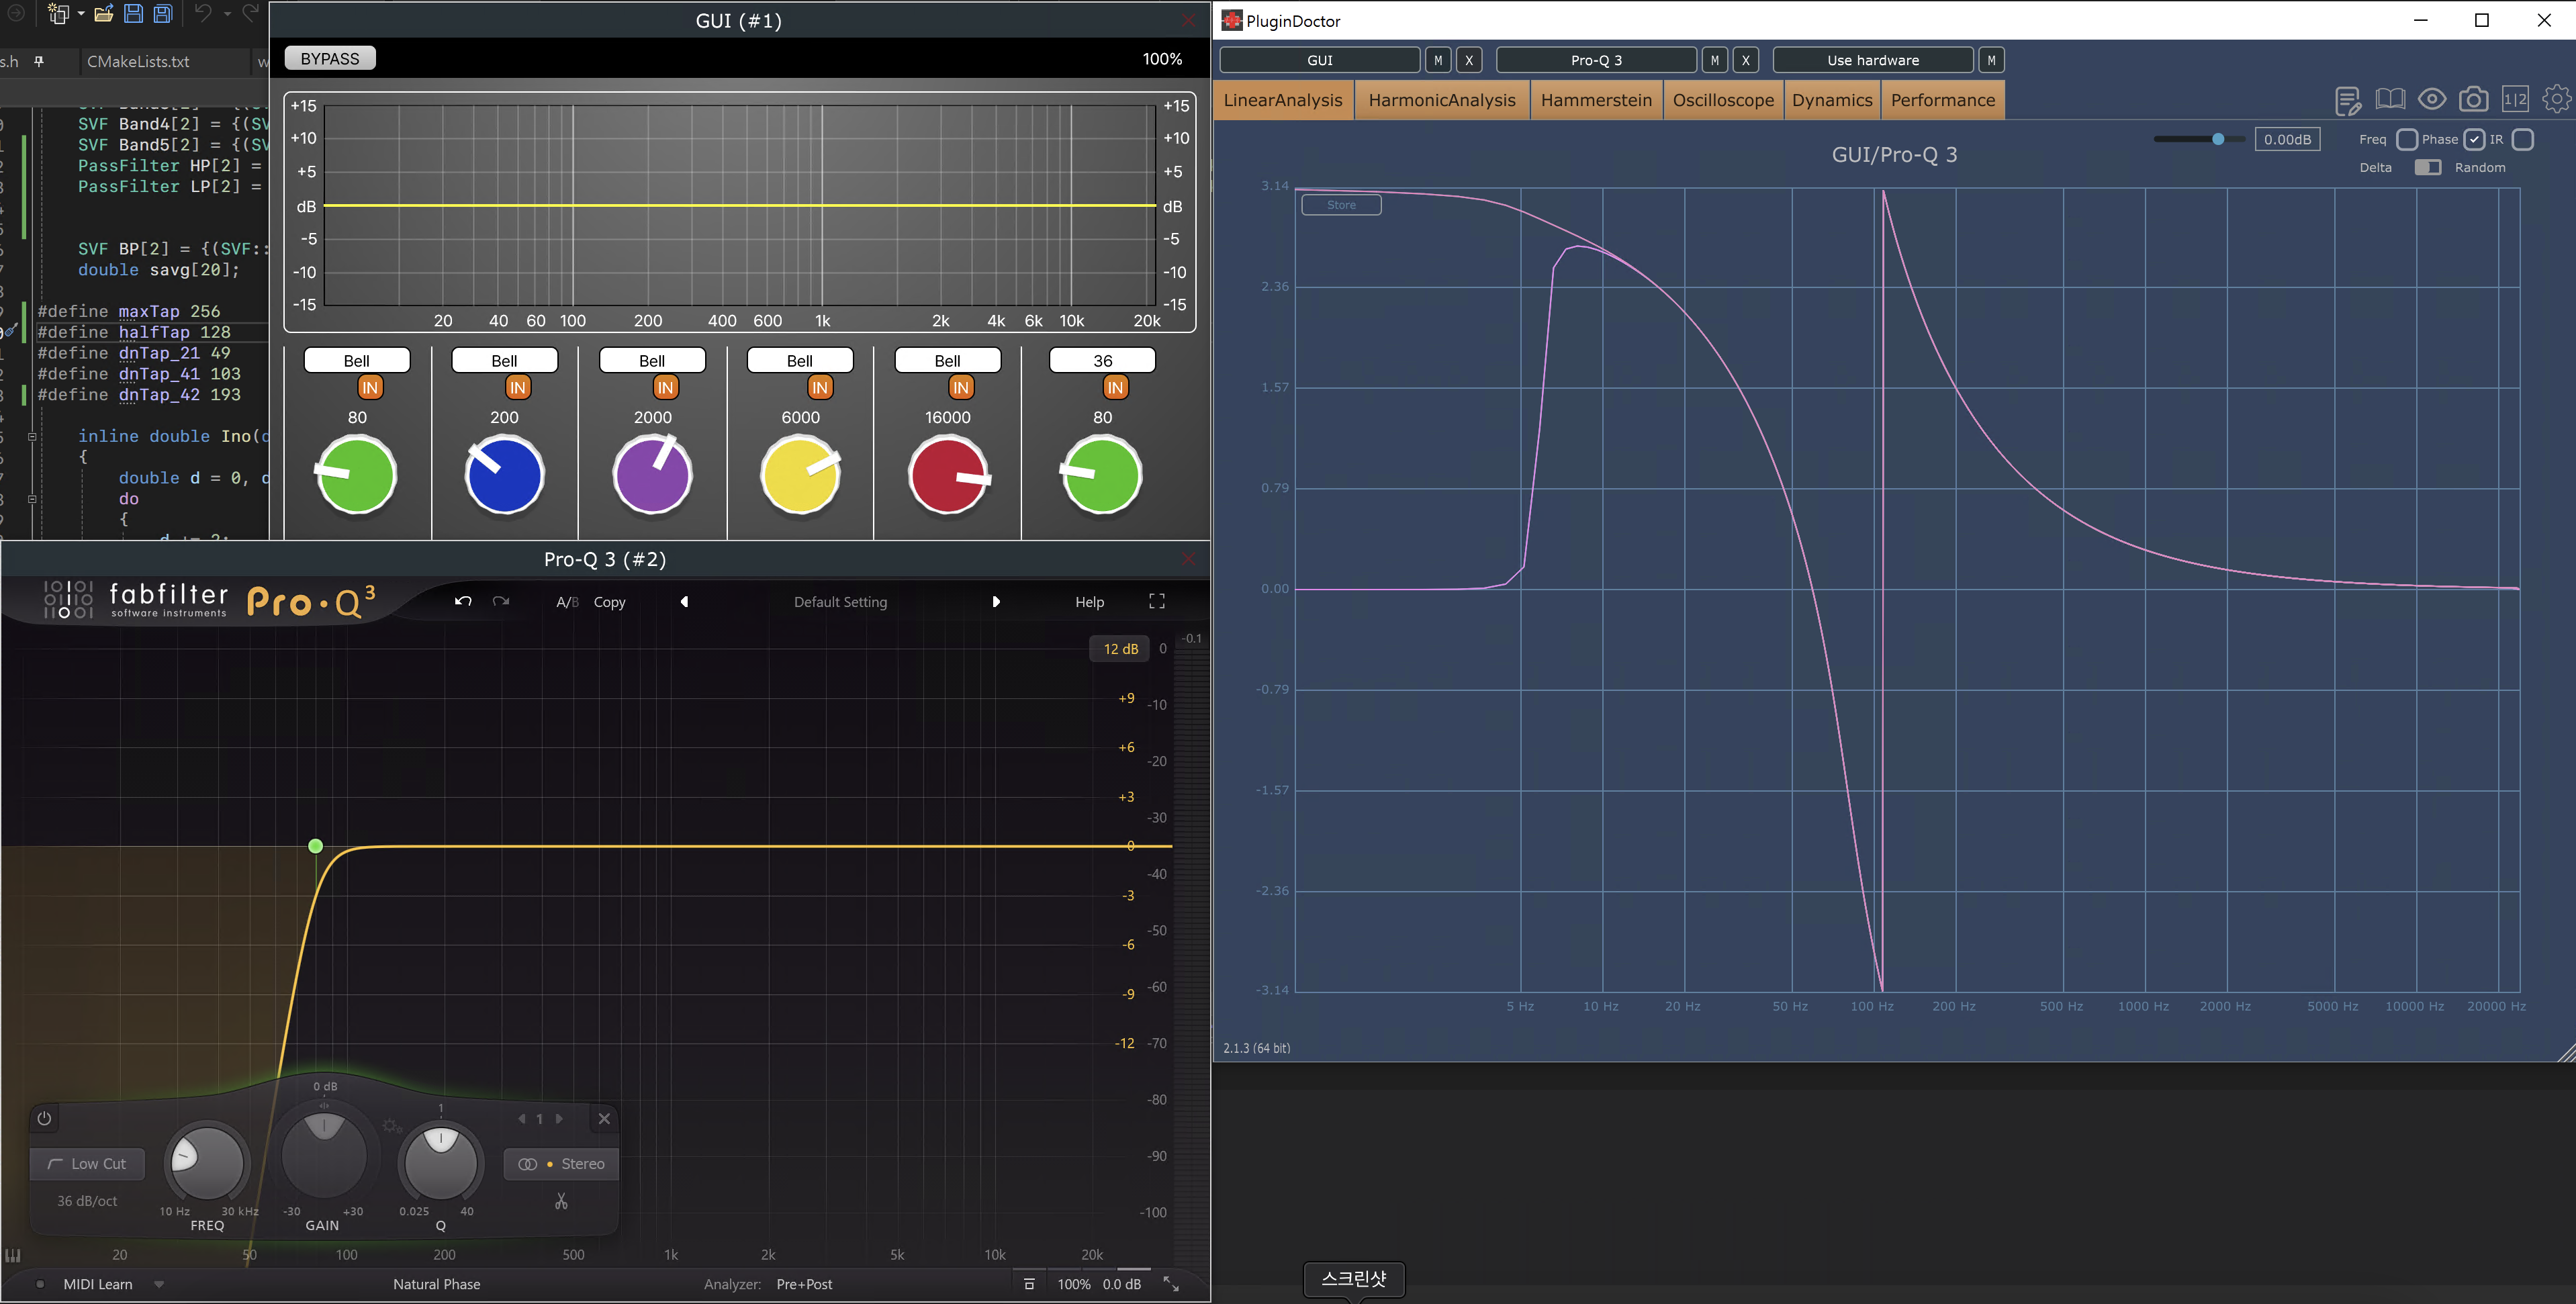 GUI (#1)
BYPASS
100%
s.h
CMakeLists.txt
SVF Band4[2] = {(SV
SVF Band5[2] = {(SV
PassFilter HP[2] =
PassFilter LP[2] =
SVF BP[2] = {(SVF::
double savg[20];
#define maxTap 256
#define halfTap 128
#define dnTap_21 49
#define dnTap_41 103
#define dnTap_42 193
inline double Ino(
{
double d = 0,
do
{
+15 +15
+10 +10
+5 +5
dB dB
-5 -5
-10 -10
-15 -15
20 40 60 100 200 400 600 1k 2k 4k 6k 10k 20k
Bell Bell Bell Bell Bell 36
IN IN IN IN IN IN
80 200 2000 6000 16000 80
Pro-Q 3 (#2)
fabfilter
software instruments
Pro·Q3
A/B Copy
Default Setting
Help
12 dB 0 -0.1
+9 -10
+6 -20
+3 -30
0 -40
-3 -50
-6 -60
-9
-12 -70
-80
-90
-100
0 dB
1
1
Low Cut
Stereo
36 dB/oct
10 Hz 30 kHz -30 +30 0.025 40
FREQ GAIN Q
20 50 100 200 500 1k 2k 5k 10k 20k
MIDI Learn
Natural Phase
Analyzer: Pre+Post
100% 0.0 dB
PluginDoctor
GUI M X Pro-Q 3 M X Use hardware M
LinearAnalysis HarmonicAnalysis Hammerstein Oscilloscope Dynamics Performance
1|2
0.00dB
Freq Phase IR
Delta Random
GUI/Pro-Q 3
Store
3.14
2.36
1.57
0.79
0.00
-0.79
-1.57
-2.36
-3.14
5 Hz 10 Hz 20 Hz 50 Hz 100 Hz 200 Hz 500 Hz 1000 Hz 2000 Hz 5000 Hz 10000 Hz 20000 Hz
2.1.3 (64 bit)
스크린샷